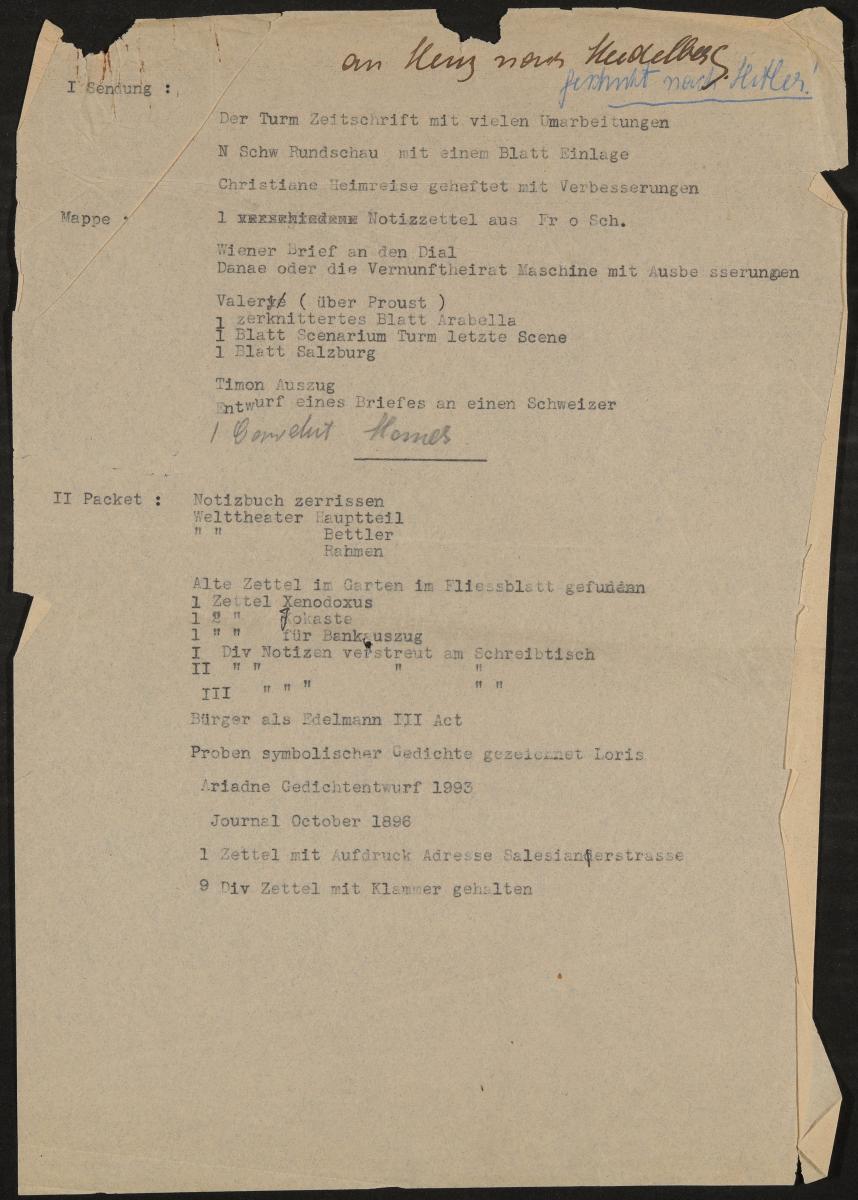 an Heinz nach Heidelberg.
geschickt nach Hitler!
I Sendung :
Der Turm Zeitschrift mit vielen Umarbeitungen
N Schw Rundschau mit einem Blatt Einlage
Christiane Heimreise geheftet mit Verbesserungen
Mappe : 1 verschiedene Notizzettel aus Fr o Sch.
Wiener Brief an den Dial
Danae oder die Vernunftheirat Maschine mit Ausbe sserungen
Valery ( über Proust )
1 zerknittertes Blatt Arabella
1 Blatt Scenarium Turm letzte Scene
1 Blatt Salzburg
Timon Auszug
Entwurf eines Briefes an einen Schweizer
1 Convolut
II Packet : Notizbuch zerrissen
Welttheater Hauptteil
" " Bettler
Rahmen
Alte Zettel im Garten im Fliessblatt gefunden
1 Zettel Xenodoxus
1 2 " Jokaste
1 " " für Bankauszug
I Div Notizen verstreut am Schreibtisch
II " " " "
III " " " " "
Bürger als Edelmann III Act
Proben symbolischer Gedichte gezeichnet Loris
Ariadne Gedichtentwurf 1993
Journal October 1896
1 Zettel mit Aufdruck Adresse Salesianerstrasse
9 Div Zettel mit Klammer gehalten